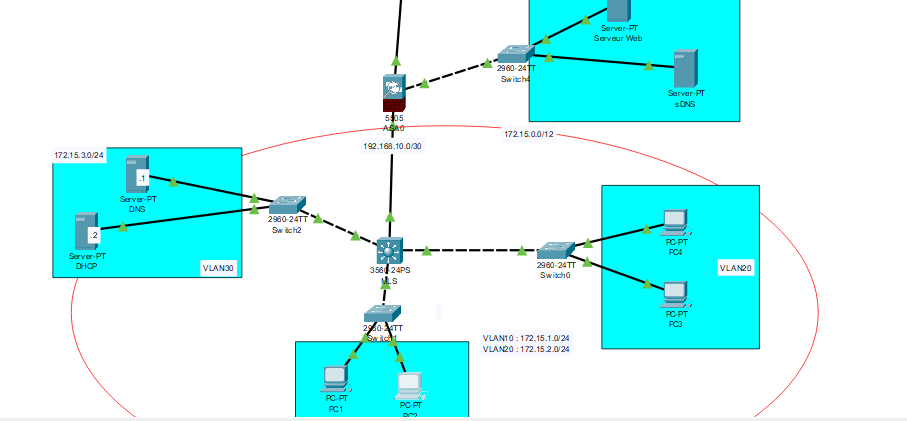 Server-PT
Serveur Web
2960-24TT
Switch4
Server-PT
sDNS
5505
ASA0
172.15.0.0/12
192.168.10.0/30
172.15.3.0/24
.1
Server-PT
DNS
.2
Server-PT
DHCP
VLAN30
2960-24TT
Switch2
3560-24PS
MLS
2960-24TT
Switch0
PC-PT
PC4
VLAN20
PC-PT
PC3
2960-24TT
Switch1
VLAN10 : 172.15.1.0/24
VLAN20 : 172.15.2.0/24
PC-PT
PC1
PC-PT
PC2